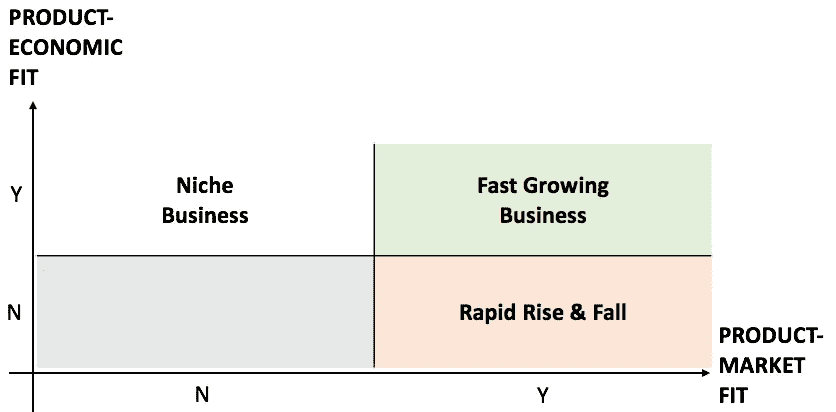 PRODUCT-
ECONOMIC
FIT
Y
Niche
Business
Fast Growing
Business
N
Rapid Rise & Fall
PRODUCT-
MARKET
FIT
N
Y